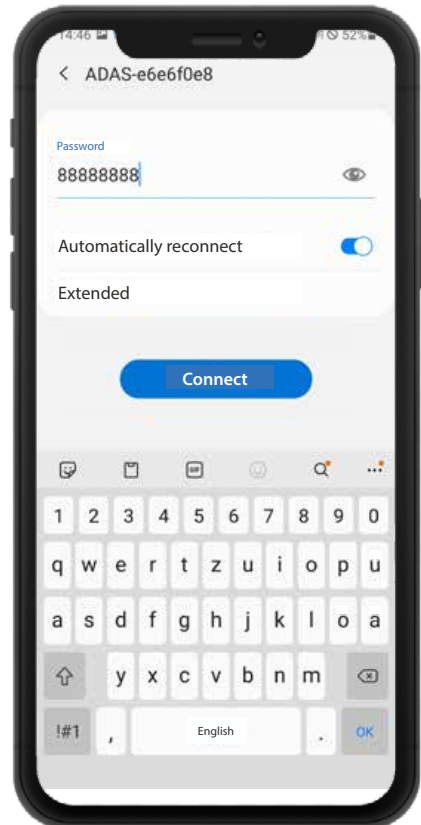 14:46 52%
< ADAS-e6e6f0e8
Password
88888888
Automatically reconnect
Extended
Connect
GIF
1 2 3 4 5 6 7 8 9 0
q w e r t z u i o p u
a s d f g h j k l o a
y x c v b n m
!#1 , English . OK